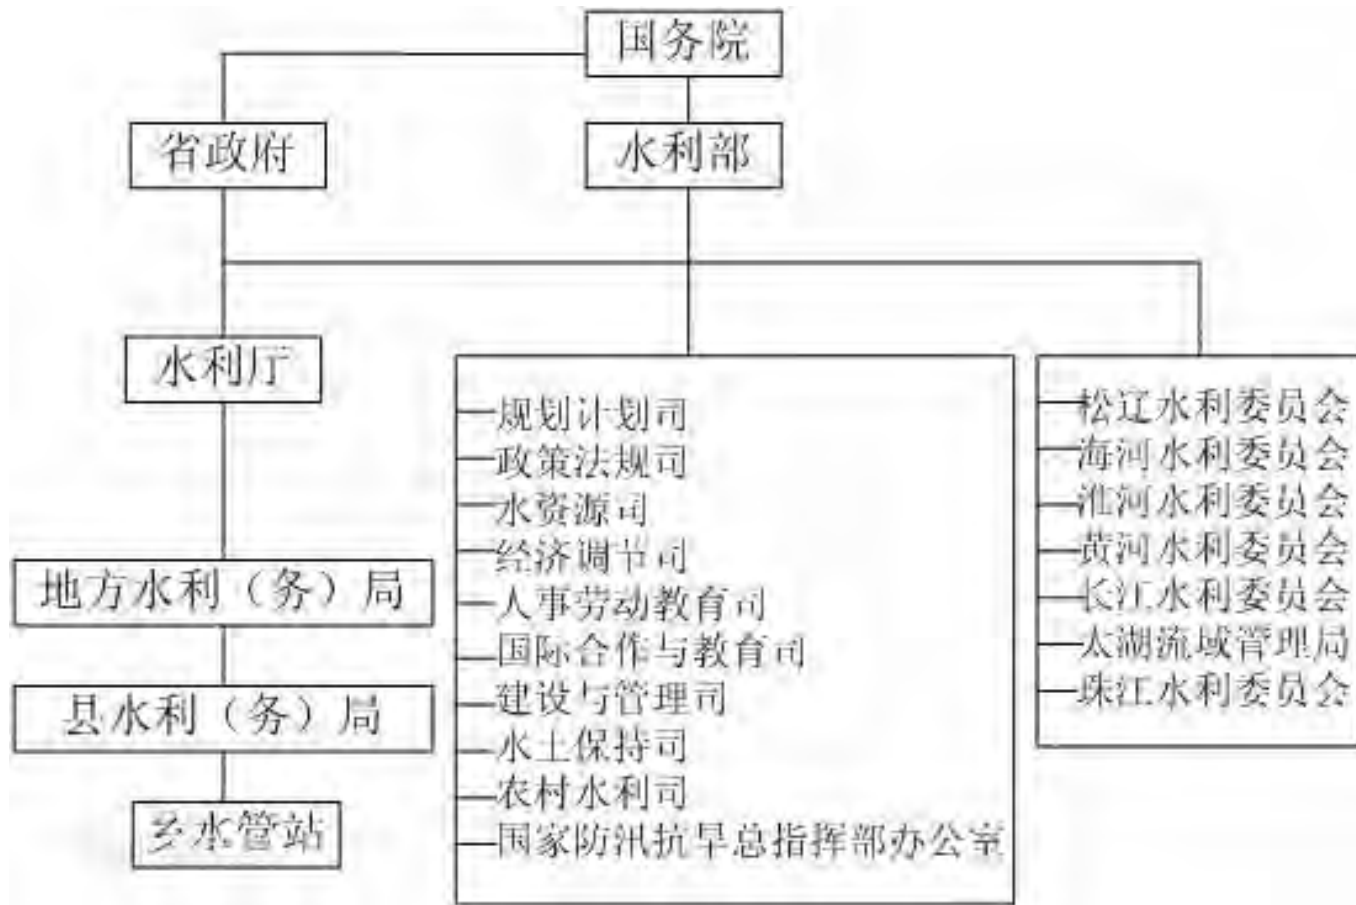 国务院
省政府
水利部
水利厅
地方水利（务）局
县水利（务）局
乡水管站
规划计划司
政策法规司
水资源司
经济调节司
人事劳动教育司
国际合作与教育司
建设与管理司
水土保持司
农村水利司
国家防汛抗旱总指挥部办公室
松辽水利委员会
海河水利委员会
淮河水利委员会
黄河水利委员会
长江水利委员会
太湖流域管理局
珠江水利委员会